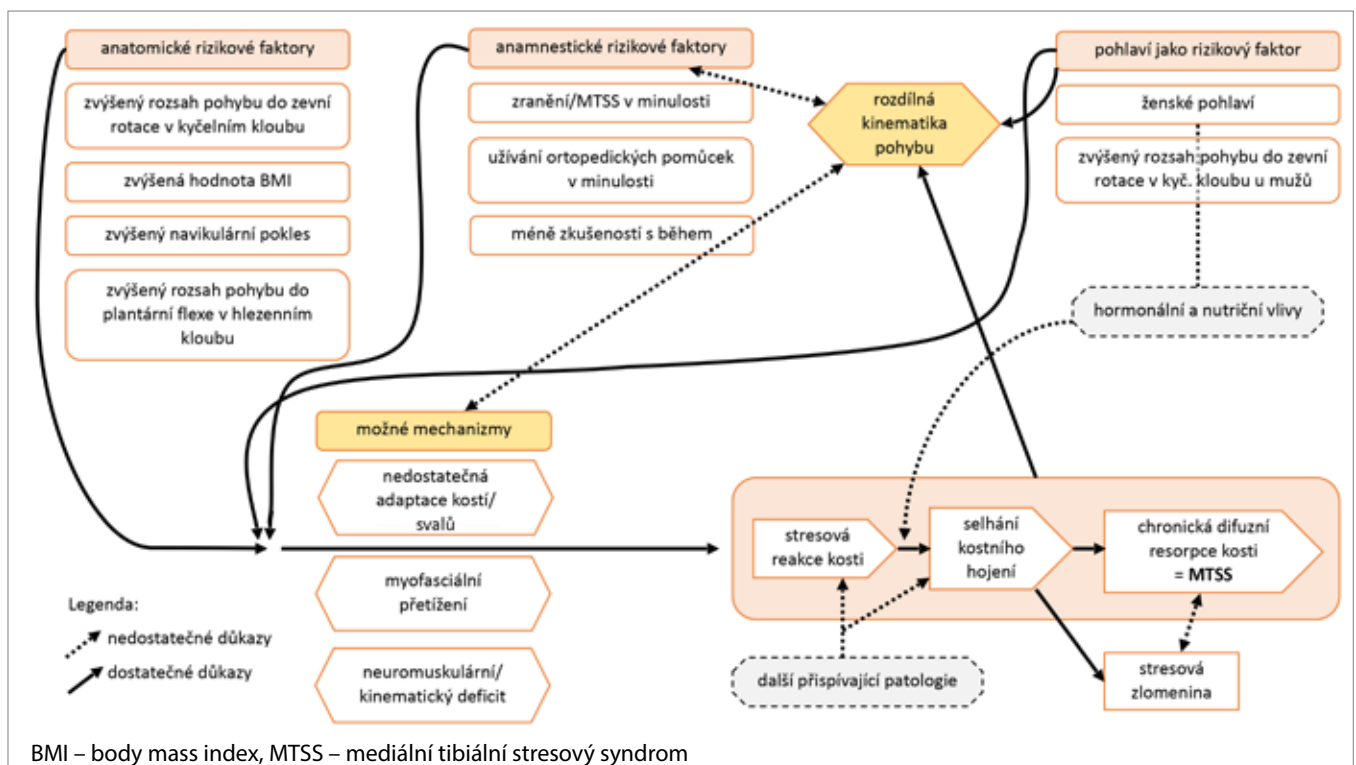 anatomické rizikové faktory
zvýšený rozsah pohybu do zevní
rotace v kyčelním kloubu
zvýšená hodnota BMI
zvýšený navikulární pokles
zvýšený rozsah pohybu do
plantární flexe v hlezenním
kloubu
anamnestické rizikové faktory
zranění/MTSS v minulosti
užívání ortopedických pomůcek
v minulosti
méně zkušeností s během
rozdílná
kinematika
pohybu
pohlaví jako rizikový faktor
ženské pohlaví
zvýšený rozsah pohybu do zevní
rotace v kyč. kloubu u mužů
hormonální a nutriční vlivy
možné mechanizmy
nedostatečná
adaptace kostí/
svalů
myofasciální
přetížení
neuromuskulární/
kinematický deficit
stresová
reakce kosti
selhání
kostního
hojení
chronická difuzní
resorpce kosti
= MTSS
další přispívající patologie
stresová
zlomenina
Legenda:
nedostatečné důkazy
dostatečné důkazy
BMI – body mass index, MTSS – mediální tibiální stresový syndrom